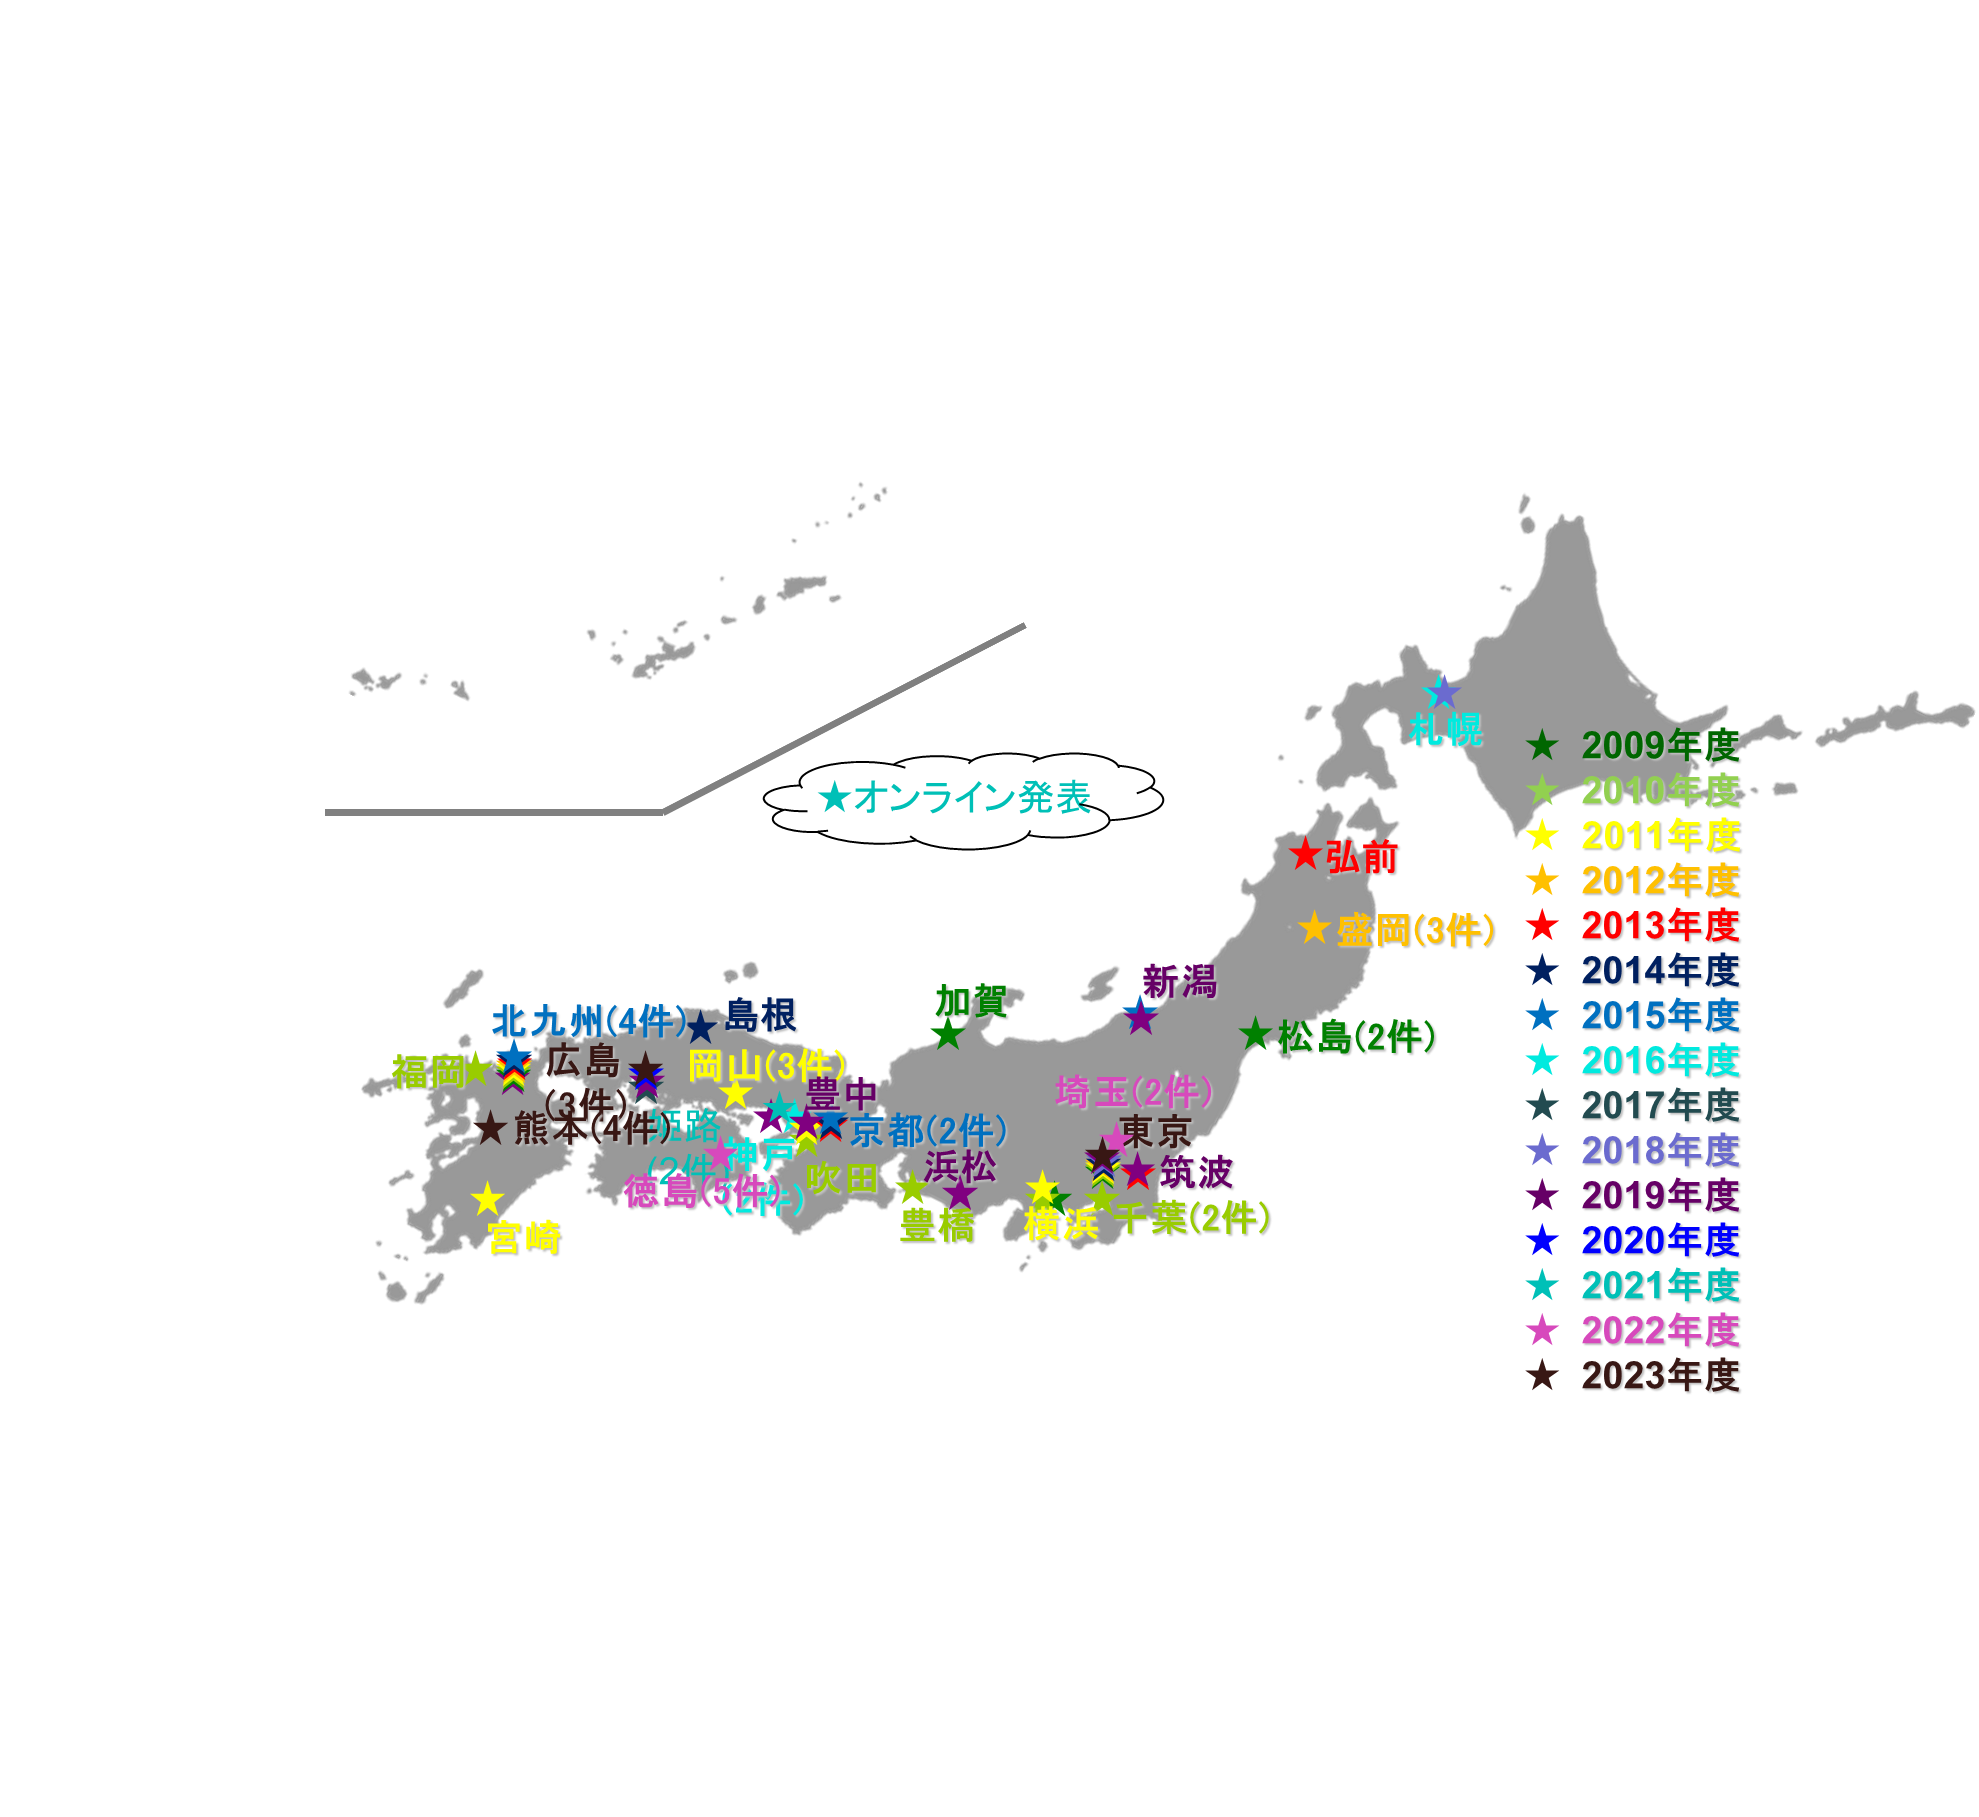 ★オンライン発表
札幌
弘前
盛岡(3件)
新潟
加賀
松島(2件)
北九州(4件)
島根
広島
(3件)
福岡
岡山(3件)
豊中
埼玉(2件)
熊本(4件)
姫路
(2件)
神戸
(2件)
京都(2件)
東京
浜松
筑波
吹田
徳島(5件)
豊橋
横浜
千葉(2件)
宮崎
★ 2009年度
★ 2010年度
★ 2011年度
★ 2012年度
★ 2013年度
★ 2014年度
★ 2015年度
★ 2016年度
★ 2017年度
★ 2018年度
★ 2019年度
★ 2020年度
★ 2021年度
★ 2022年度
★ 2023年度